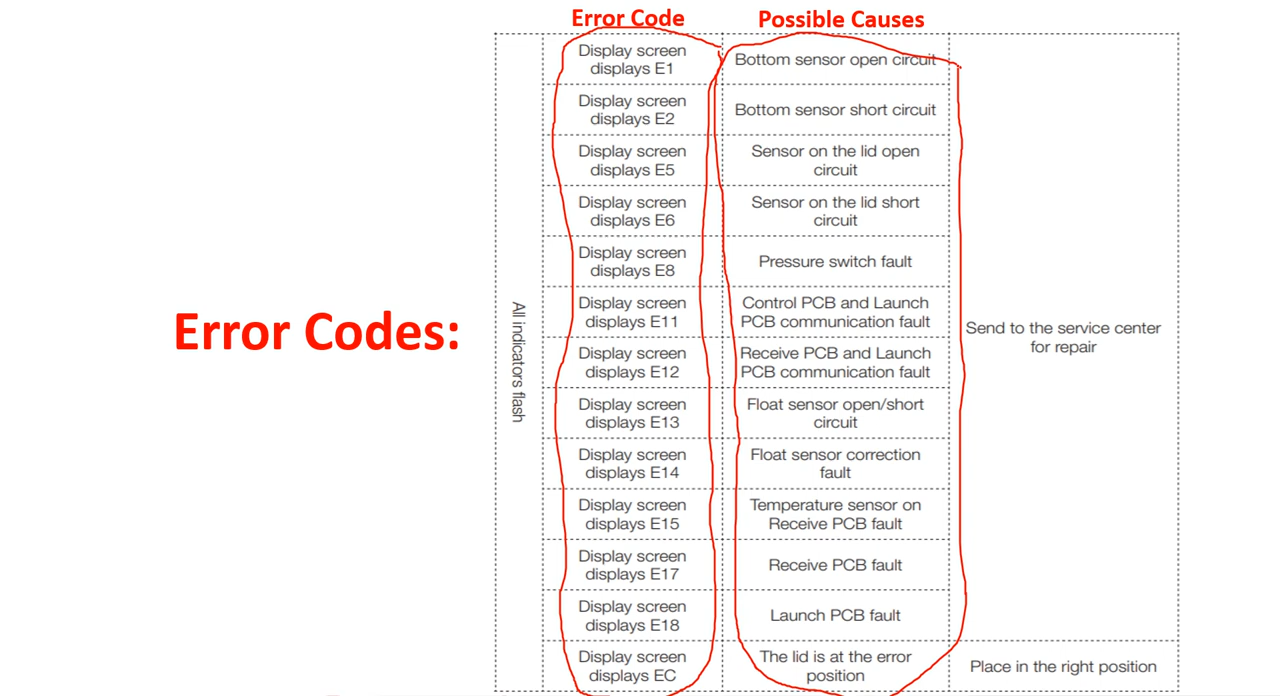 Error Code
Possible Causes
Display screen
displays E1
Bottom sensor open circuit
Display screen
displays E2
Bottom sensor short circuit
Display screen
displays E5
Sensor on the lid open
circuit
Display screen
displays E6
Sensor on the lid short
circuit
Display screen
displays E8
Pressure switch fault
Display screen
displays E11
Control PCB and Launch
PCB communication fault
Display screen
displays E12
Receive PCB and Launch
PCB communication fault
Display screen
displays E13
Float sensor open/short
circuit
Display screen
displays E14
Float sensor correction
fault
Display screen
displays E15
Temperature sensor on
Receive PCB fault
Display screen
displays E17
Receive PCB fault
Display screen
displays E18
Launch PCB fault
Display screen
displays EC
The lid is at the error
position
Place in the right position
Send to the service center
for repair
All indicators flash
Error Codes: